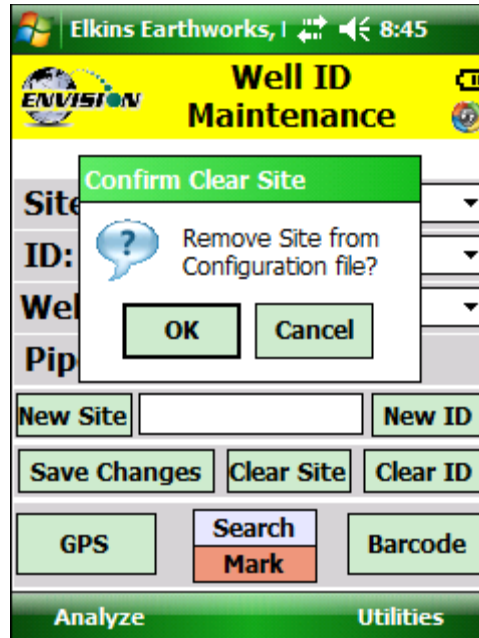 Elkins Earthworks, 8:45
ENVISION
Well ID
Maintenance
Confirm Clear Site
Site
?
Remove Site from
Configuration file?
ID:
Wel
OK Cancel
Pip
New Site New ID
Save Changes Clear Site Clear ID
GPS Search Mark Barcode
Analyze Utilities